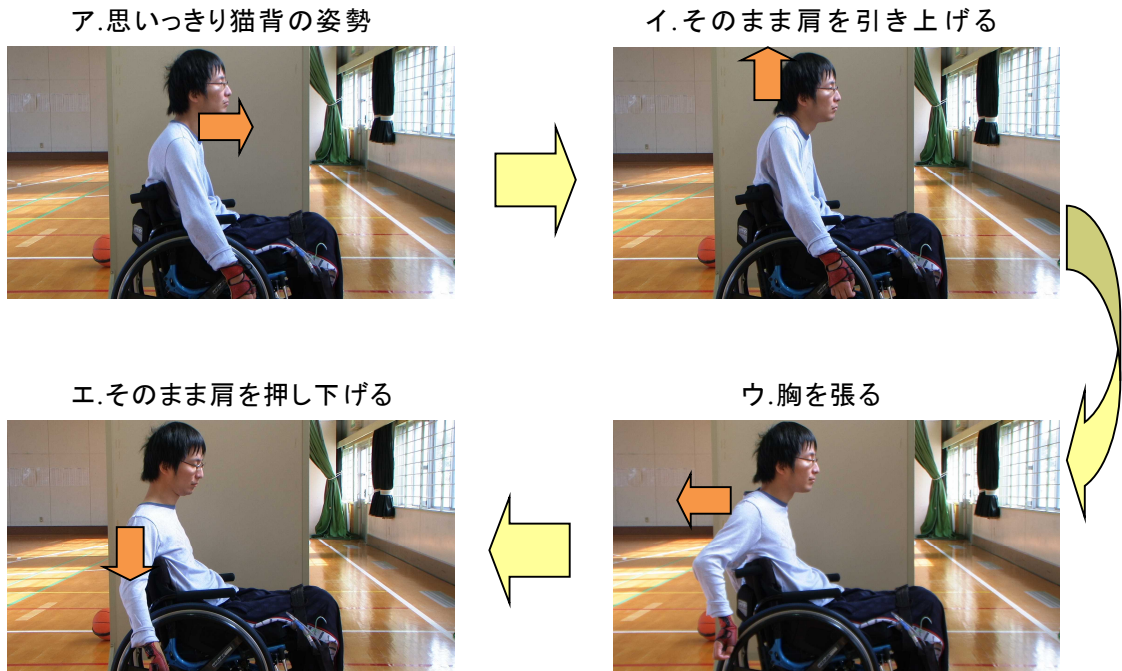 ア.思いっきり猫背の姿勢
イ.そのまま肩を引き上げる
ウ.胸を張る
エ.そのまま肩を押し下げる